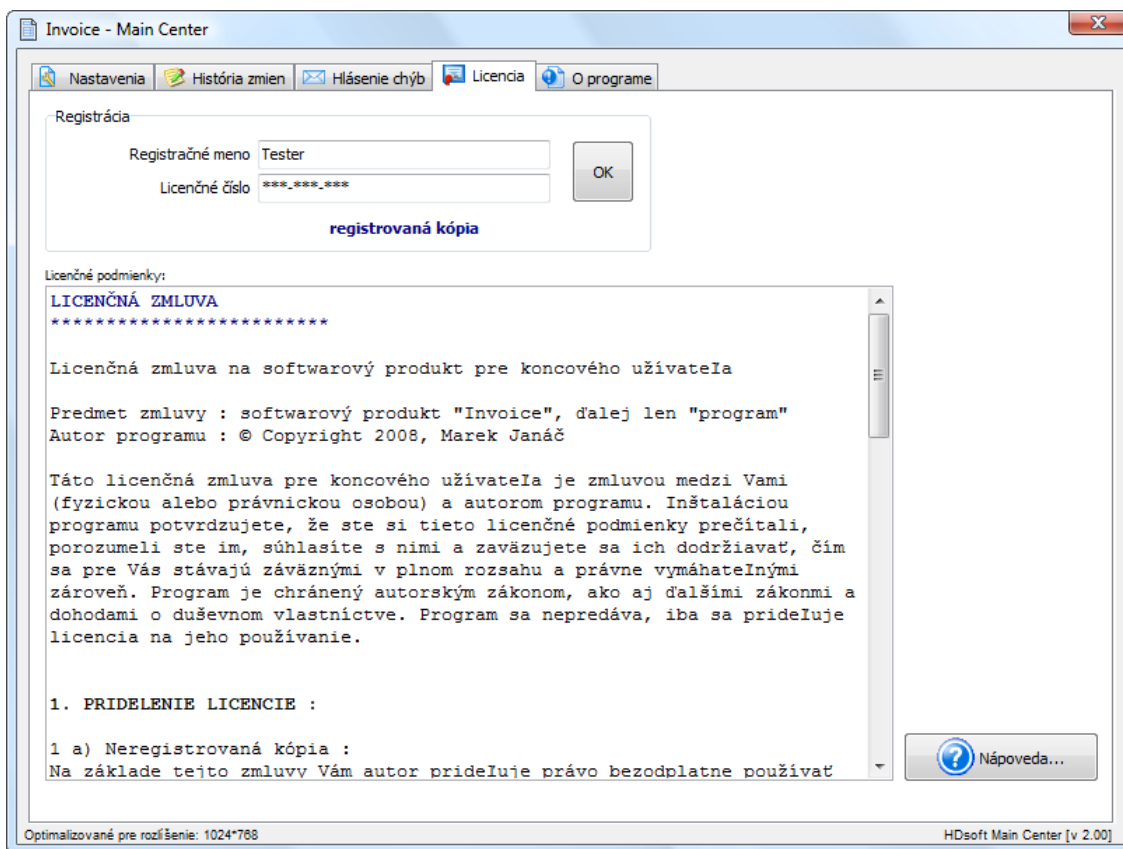 Invoice - Main Center
X
Nastavenia História zmien Hlásenie chýb Licencia O programe
Registrácia
Registračné meno Tester
Licenčné číslo ***-***-***
OK
registrovaná kópia
Licenčné podmienky:
LICENČNÁ ZMLUVA
*************************
Licenčná zmluva na softwarový produkt pre koncového užívateIa
Predmet zmluvy : softwarový produkt "Invoice", ďalej len "program"
Autor programu : © Copyright 2008, Marek Janáč
Táto licenčná zmluva pre koncového užívateIa je zmluvou medzi Vami
(fyzickou alebo právnickou osobou) a autorom programu. Inštaláciou
programu potvrdzujete, že ste si tieto licenčné podmienky prečítali,
porozumeli ste im, súhlasíte s nimi a zaväzujete sa ich dodržiavať, čím
sa pre Vás stávajú záväznými v plnom rozsahu a právne vymáhateInými
zároveň. Program je chránený autorským zákonom, ako aj ďalšími zákonmi a
dohodami o duševnom vlastníctve. Program sa nepredáva, iba sa prideIuje
licencia na jeho používanie.
1. PRIDELENIE LICENCIE :
1 a) Neregistrovaná kópia :
Na základe tejto zmluvy Vám autor prideIuje právo bezodplatne používať
Nápoveda...
Optimalizované pre rozlíšenie: 1024*768
HDsoft Main Center [v 2.00]